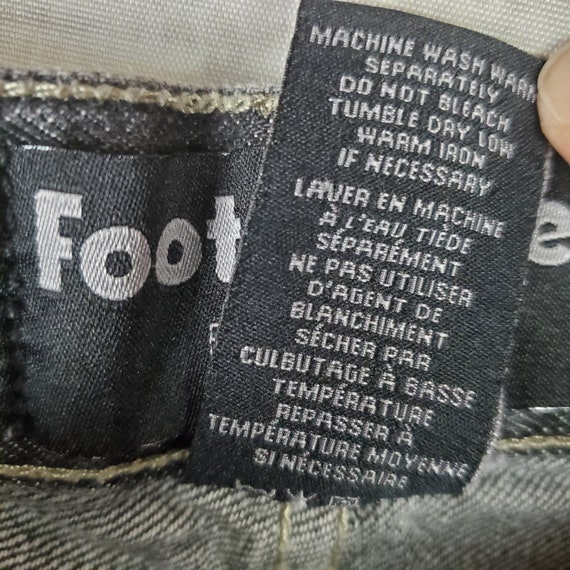 MACHINE WASH WARM
SEPARATELY
DO NOT BLEACH
TUMBLE DRY LOW
WARM IRON
IF NECESSARY
LAVER EN MACHINE
À L'EAU TIÈDE
SÉPARÉMENT
NE PAS UTILISER
D'AGENT DE
BLANCHIMENT
SÉCHER PAR
CULBUTAGE À BASSE
TEMPÉRATURE
REPASSER À
TEMPÉRATURE MOYENNE
SI NÉCESSAIRE
Foot e